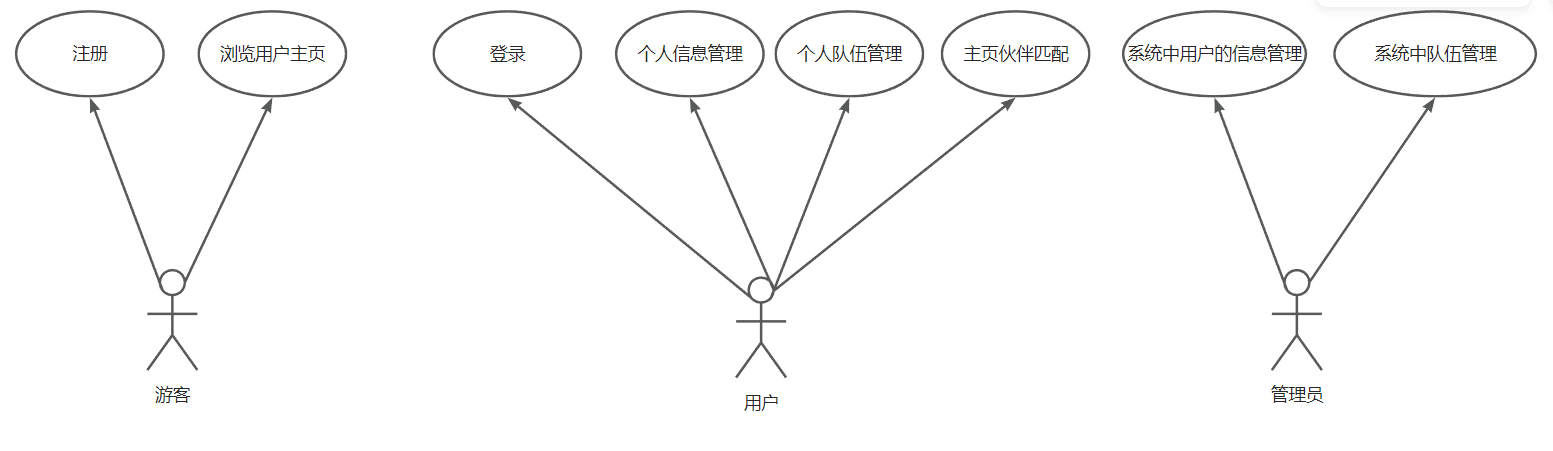 注册
浏览用户主页
登录
个人信息管理
个人队伍管理
主页伙伴匹配
系统中用户的信息管理
系统中队伍管理
游客
用户
管理员